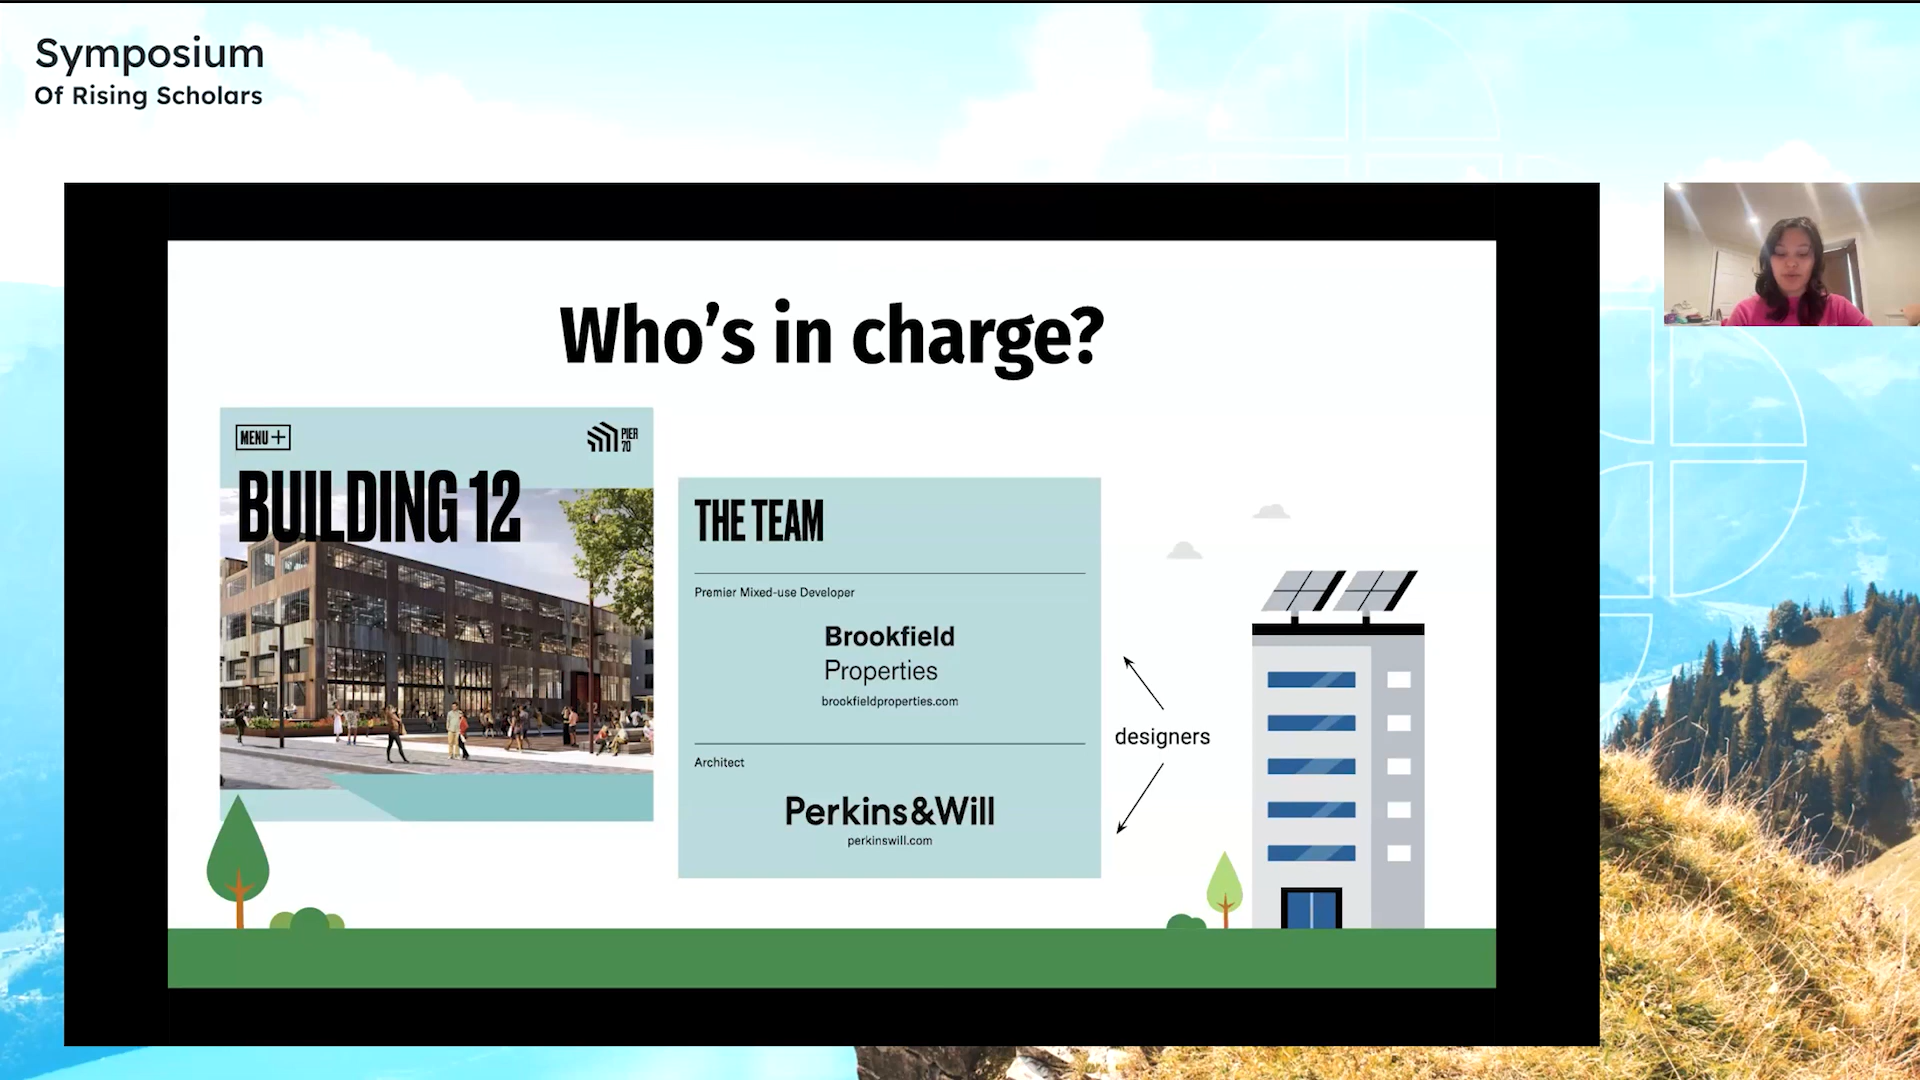 Symposium
Of Rising Scholars
Who's in charge?
MENU+
PIER
70
BUILDING 12
THE TEAM
Premier Mixed-use Developer
Brookfield
Properties
brookfieldproperties.com
designers
Architect
Perkins&Will
perkinswill.com